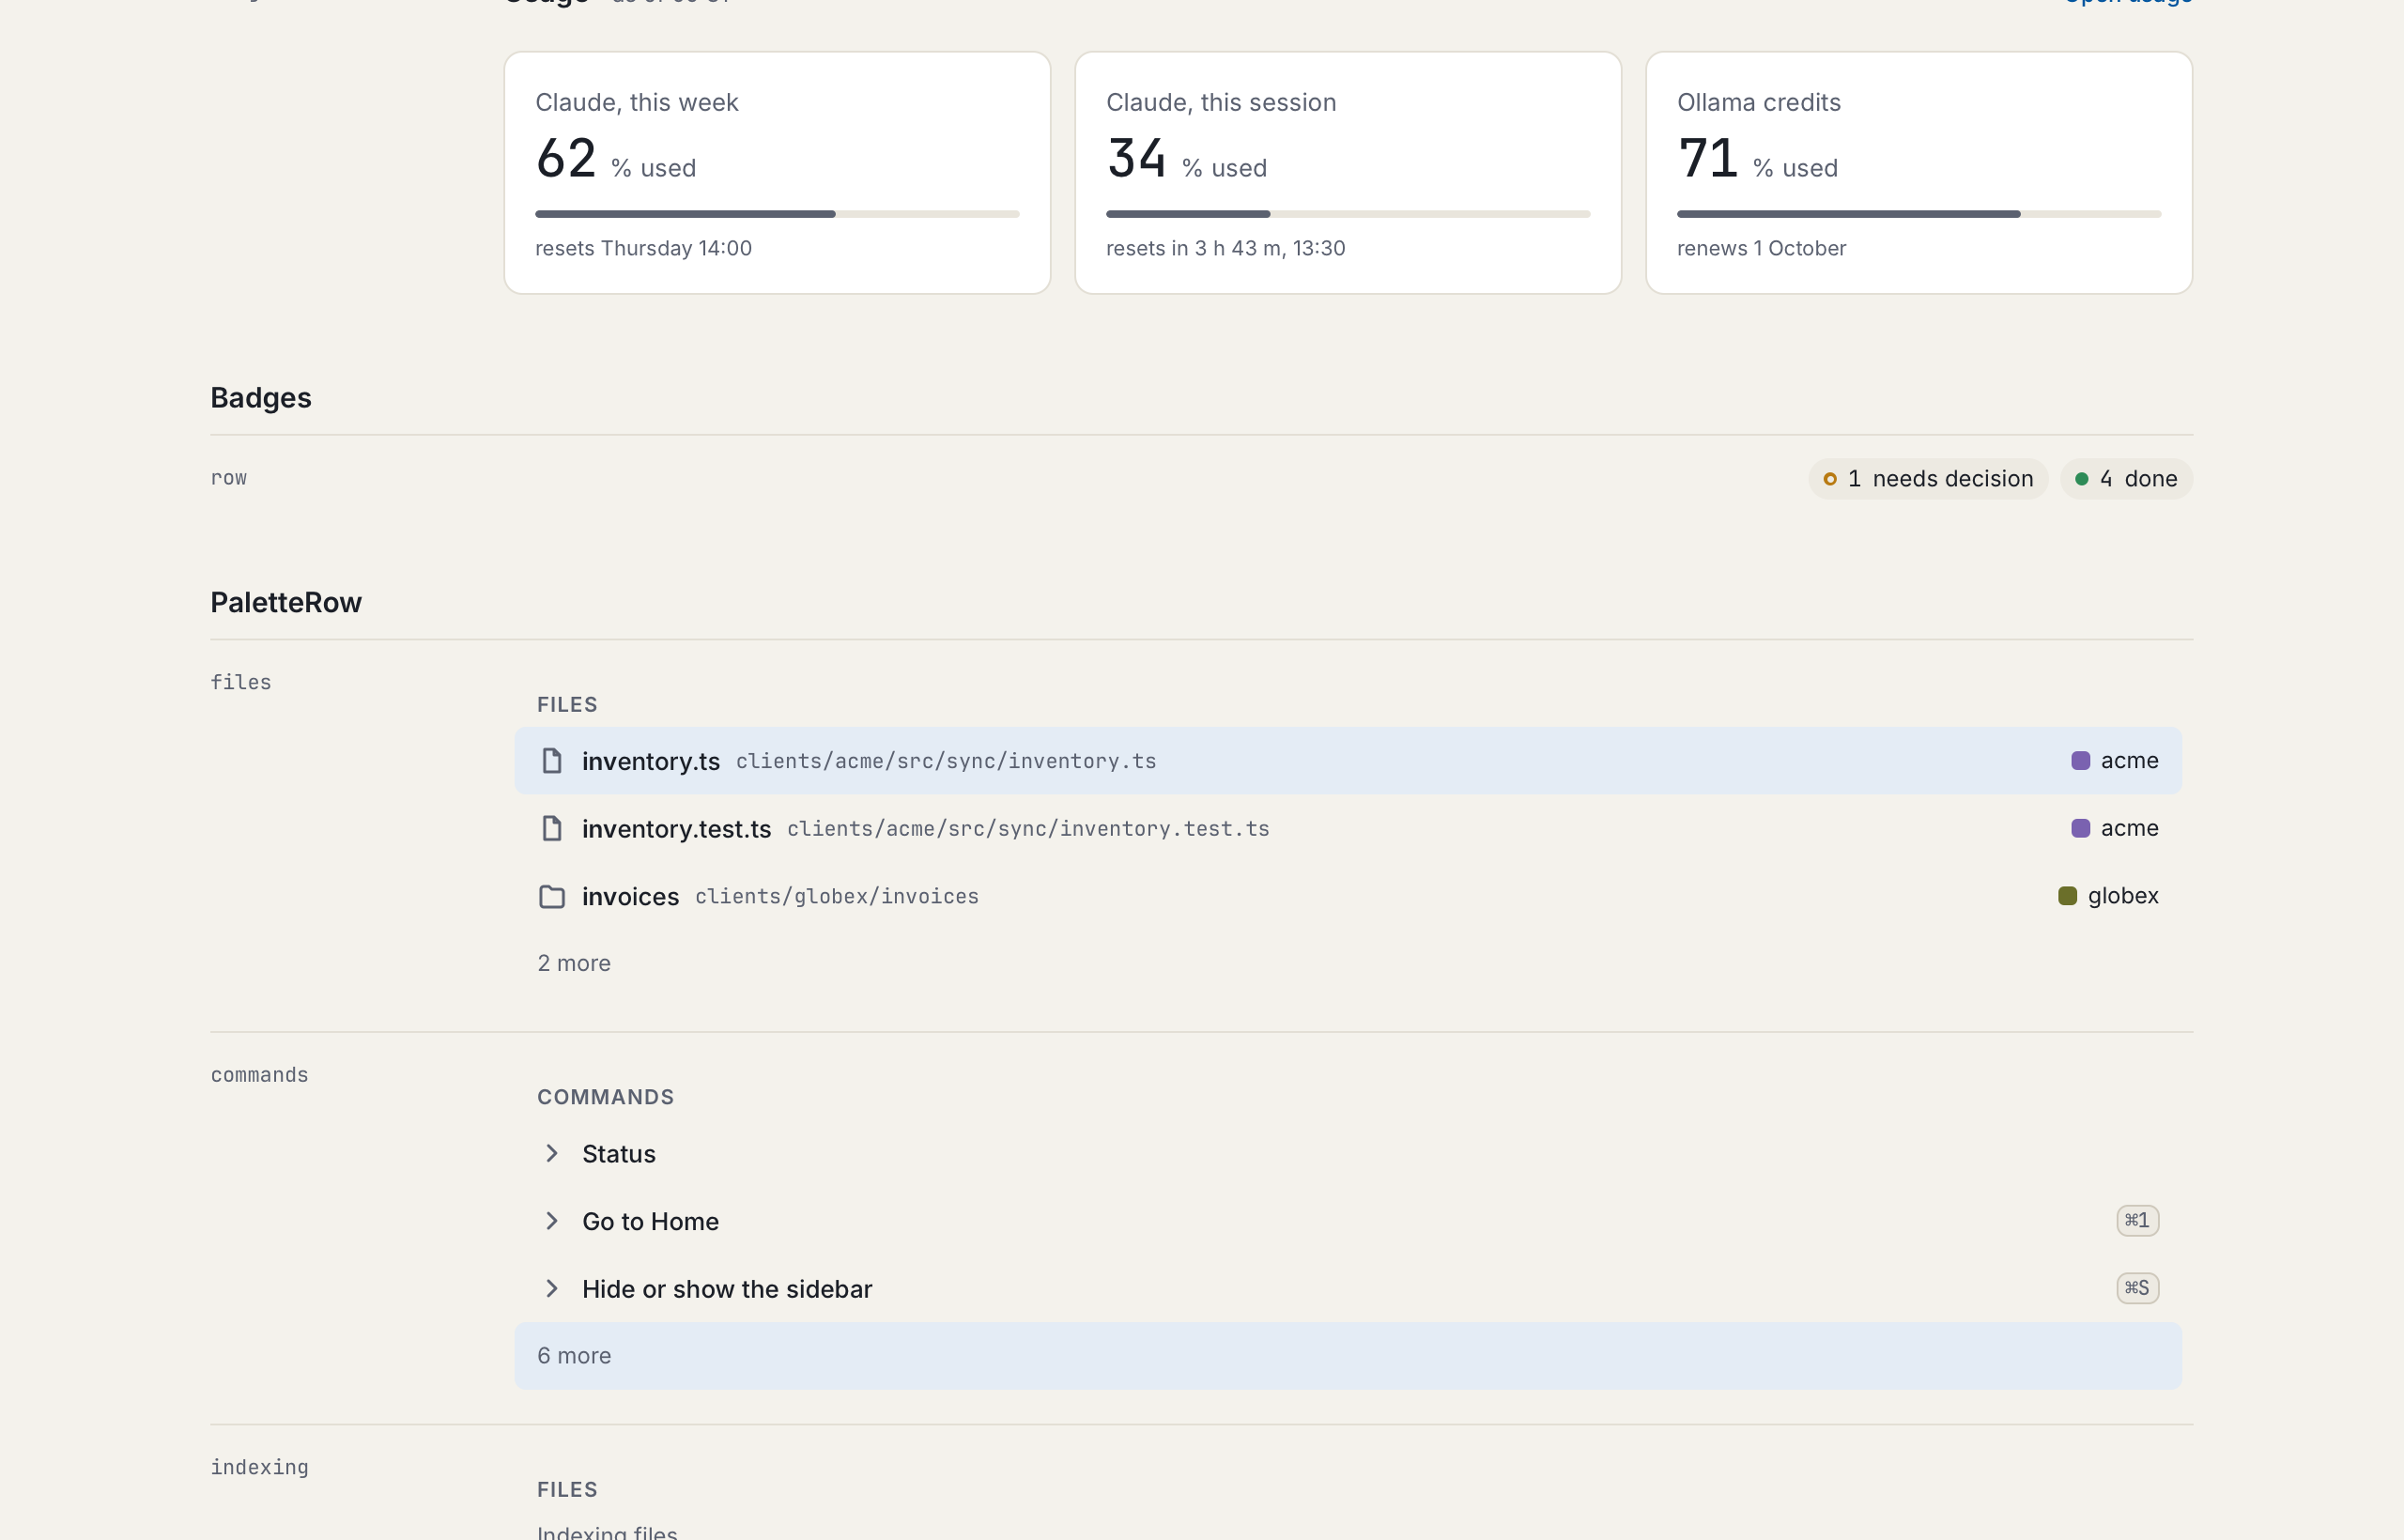 Claude, this week
62 % used
resets Thursday 14:00
Claude, this session
34 % used
resets in 3 h 43 m, 13:30
Ollama credits
71 % used
renews 1 October
Badges
row
1 needs decision
4 done
PaletteRow
files
FILES
inventory.ts clients/acme/src/sync/inventory.ts acme
inventory.test.ts clients/acme/src/sync/inventory.test.ts acme
invoices clients/globex/invoices globex
2 more
commands
COMMANDS
Status
Go to Home ⌘1
Hide or show the sidebar ⌘S
6 more
indexing
FILES
Indexing files